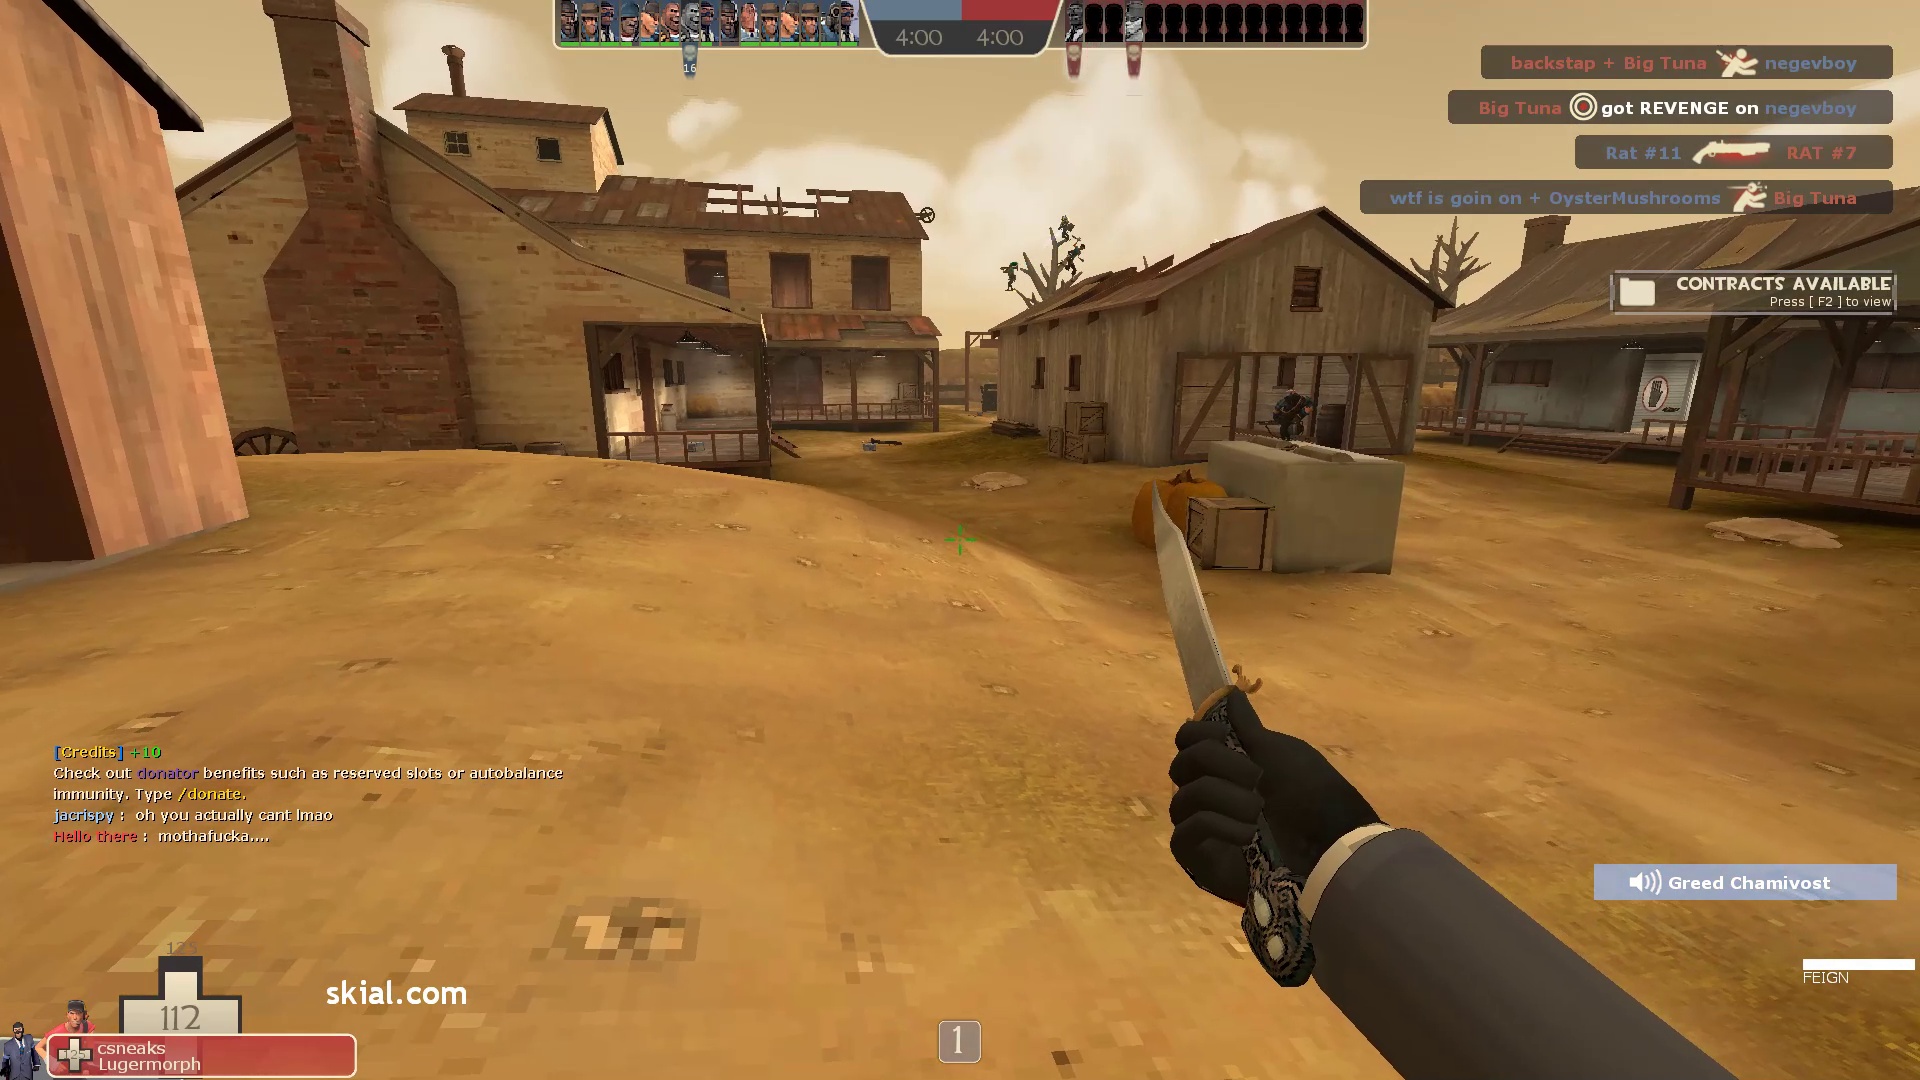 4:00 4:00
16
backstap + Big Tuna negevboy
Big Tuna got REVENGE on negevboy
Rat #11 RAT #7
wtf is goin on + OysterMushrooms Big Tuna
CONTRACTS AVAILABLE
Press [ F2 ] to view
[Credits] +10
Check out donator benefits such as reserved slots or autobalance
immunity. Type /donate.
jacrispy : oh you actually cant lmao
Hello there : mothafucka....
Greed Chamivost
FEIGN
125
112
skial.com
125
csneaks
Lugermorph
1